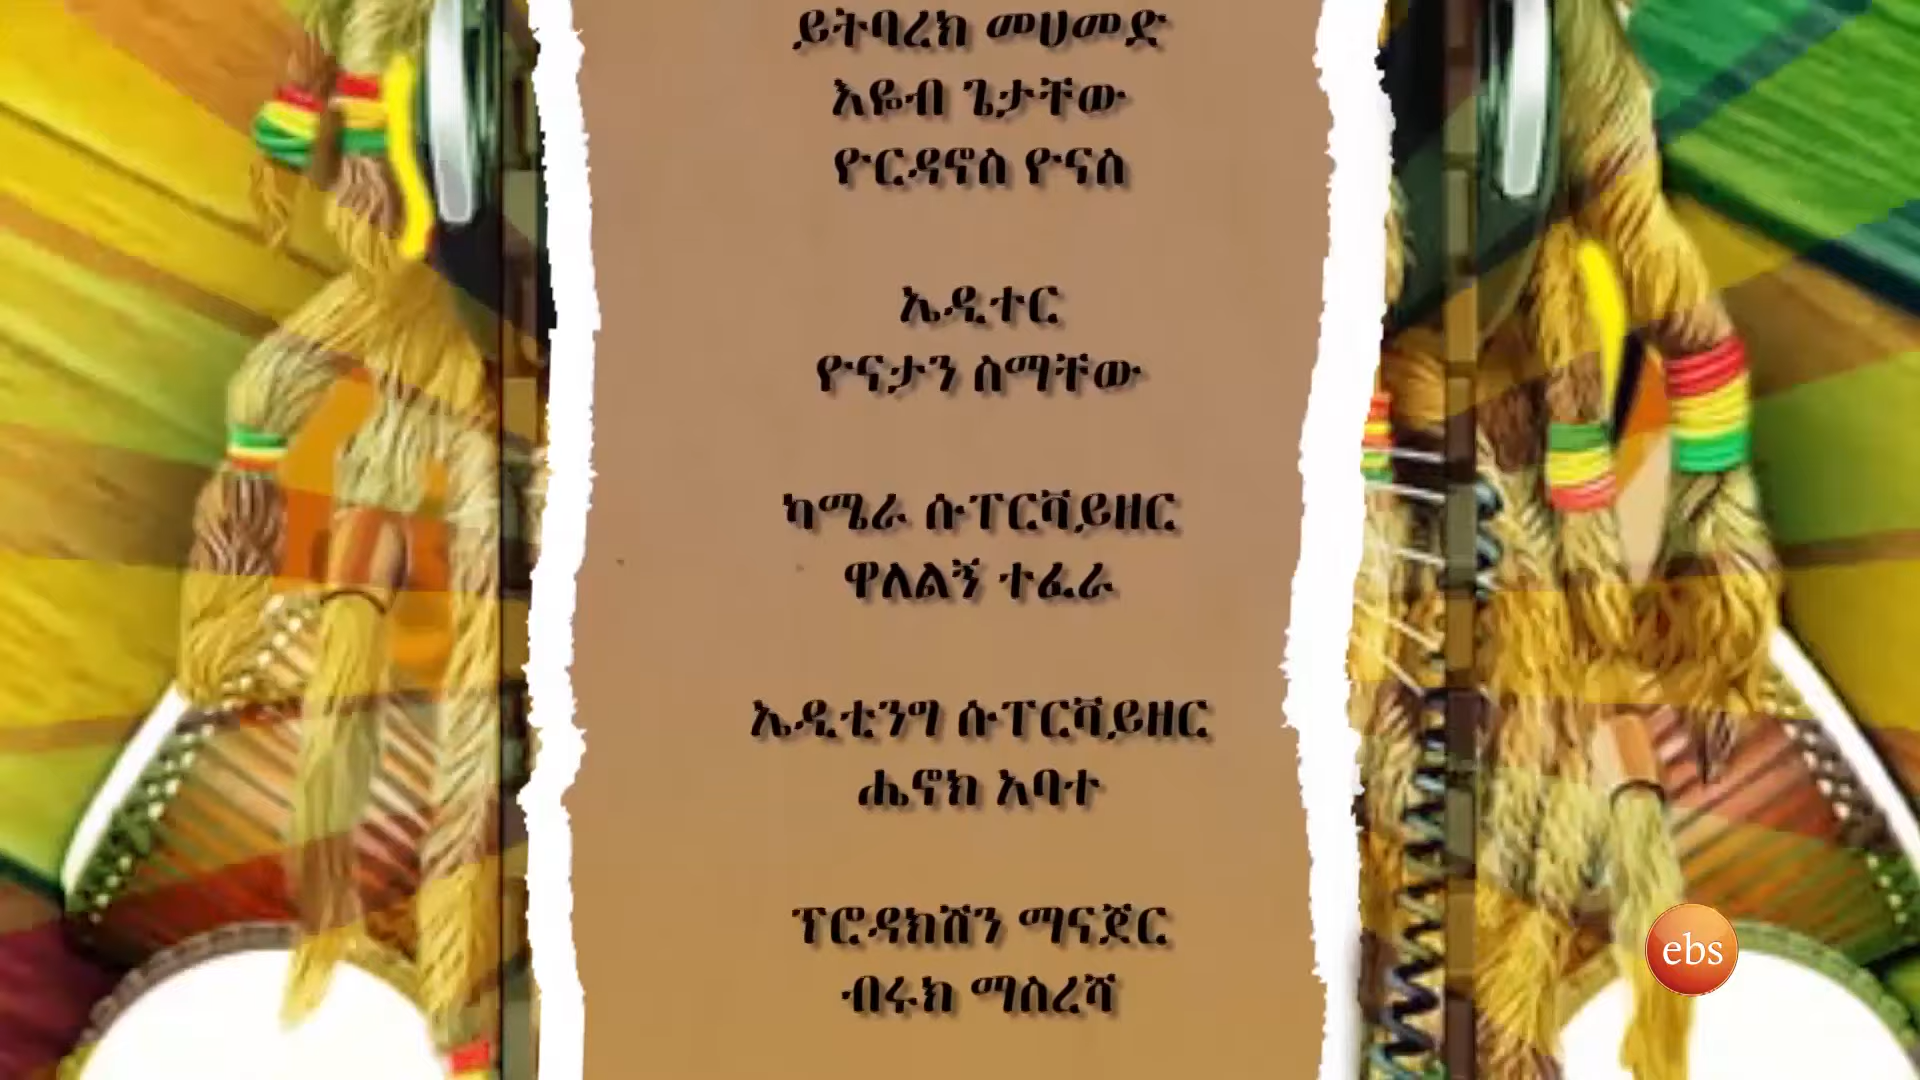 ይትባረክ መሀመድ
እዬብ ጌታቸው
ዮርዳኖስ ዮናስ
ኤዲተር
ዮናታን ስማቸው
ካሜራ ሱፐርቫይዘር
ዋለልኝ ተፈራ
ኤዲቲንግ ሱፐርቫይዘር
ሔኖክ አባተ
ፕሮዳክሽን ማናጀር
ብሩክ ማስረሻ
ebs